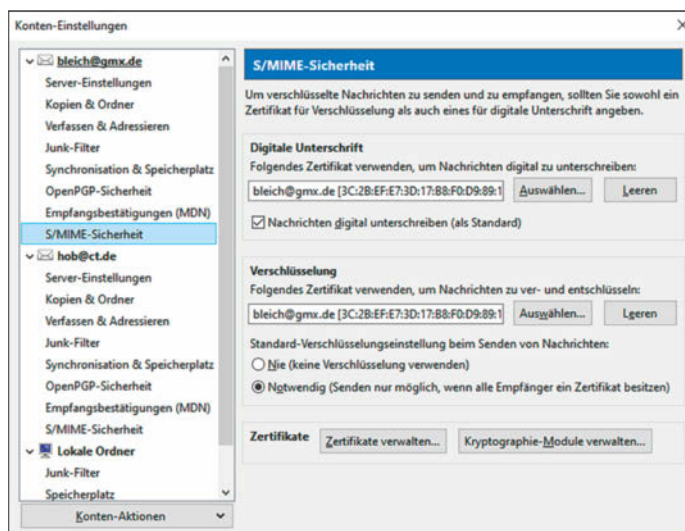 Konten-Einstellungen
bleich@gmx.de
Server-Einstellungen
Kopien & Ordner
Verfassen & Adressieren
Junk-Filter
Synchronisation & Speicherplatz
OpenPGP-Sicherheit
Empfangsbestätigungen (MDN)
S/MIME-Sicherheit
hob@ct.de
Server-Einstellungen
Kopien & Ordner
Verfassen & Adressieren
Junk-Filter
Synchronisation & Speicherplatz
OpenPGP-Sicherheit
Empfangsbestätigungen (MDN)
S/MIME-Sicherheit
Lokale Ordner
Junk-Filter
Speicherplatz
Konten-Aktionen
S/MIME-Sicherheit
Um verschlüsselte Nachrichten zu senden und zu empfangen, sollten Sie sowohl ein
Zertifikat für Verschlüsselung als auch eines für digitale Unterschrift angeben.
Digitale Unterschrift
Folgendes Zertifikat verwenden, um Nachrichten digital zu unterschreiben:
bleich@gmx.de [3C:2B:EF:E7:3D:17:B8:F0:D9:89:1 Auswählen... Leeren
Nachrichten digital unterschreiben (als Standard)
Verschlüsselung
Folgendes Zertifikat verwenden, um Nachrichten zu ver- und entschlüsseln:
bleich@gmx.de [3C:2B:EF:E7:3D:17:B8:F0:D9:89:1 Auswählen... Leeren
Standard-Verschlüsselungseinstellung beim Senden von Nachrichten:
Nie (keine Verschlüsselung verwenden)
Notwendig (Senden nur möglich, wenn alle Empfänger ein Zertifikat besitzen)
Zertifikate Zertifikate verwalten... Kryptographie-Module verwalten...